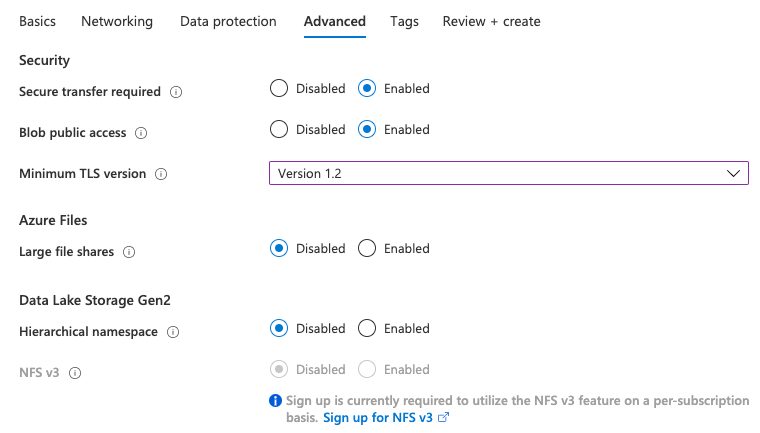 Basics Networking Data protection Advanced Tags Review + create
Security
Secure transfer required Disabled Enabled
Blob public access Disabled Enabled
Minimum TLS version Version 1.2
Azure Files
Large file shares Disabled Enabled
Data Lake Storage Gen2
Hierarchical namespace Disabled Enabled
NFS v3 Disabled Enabled
Sign up is currently required to utilize the NFS v3 feature on a per-subscription
basis. Sign up for NFS v3